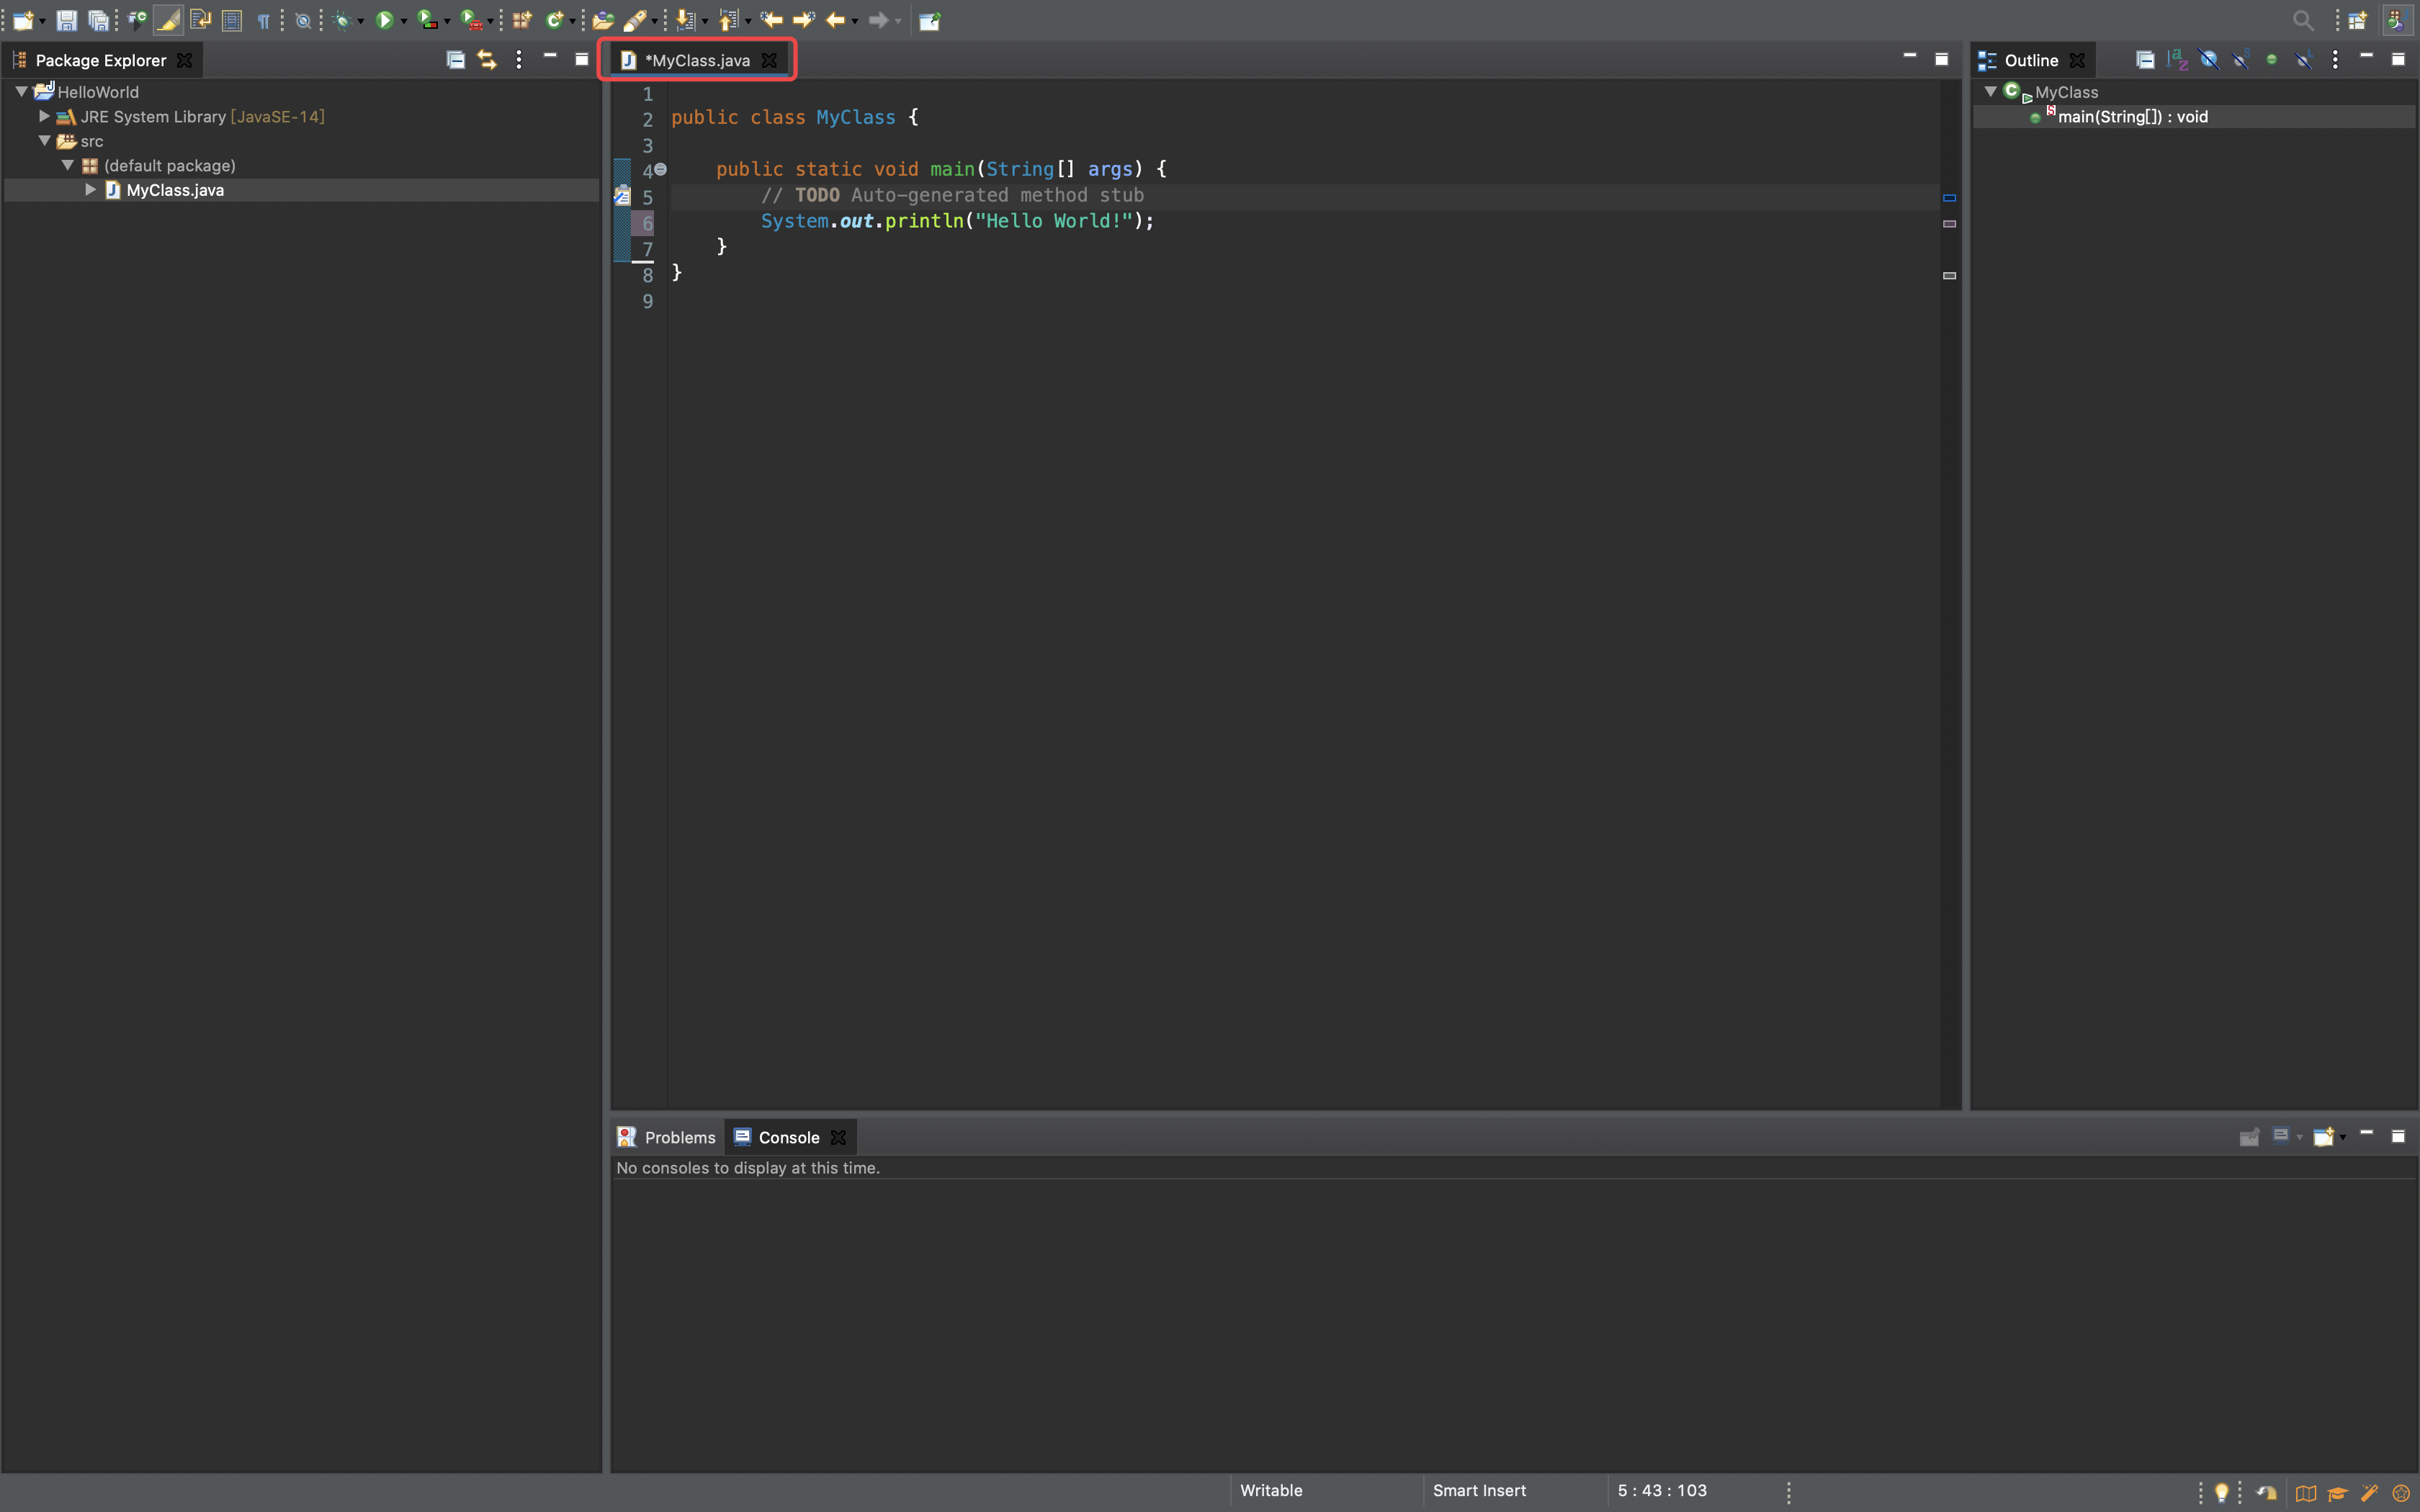 Package Explorer
HelloWorld
JRE System Library [JavaSE-14]
src
(default package)
MyClass.java
*MyClass.java
1
2 public class MyClass {
3
4 public static void main(String[] args) {
5 // TODO Auto-generated method stub
6 System.out.println("Hello World!");
7 }
8 }
9
Outline
MyClass
main(String[]) : void
Problems
Console
No consoles to display at this time.
Writable
Smart Insert
5 : 43 : 103